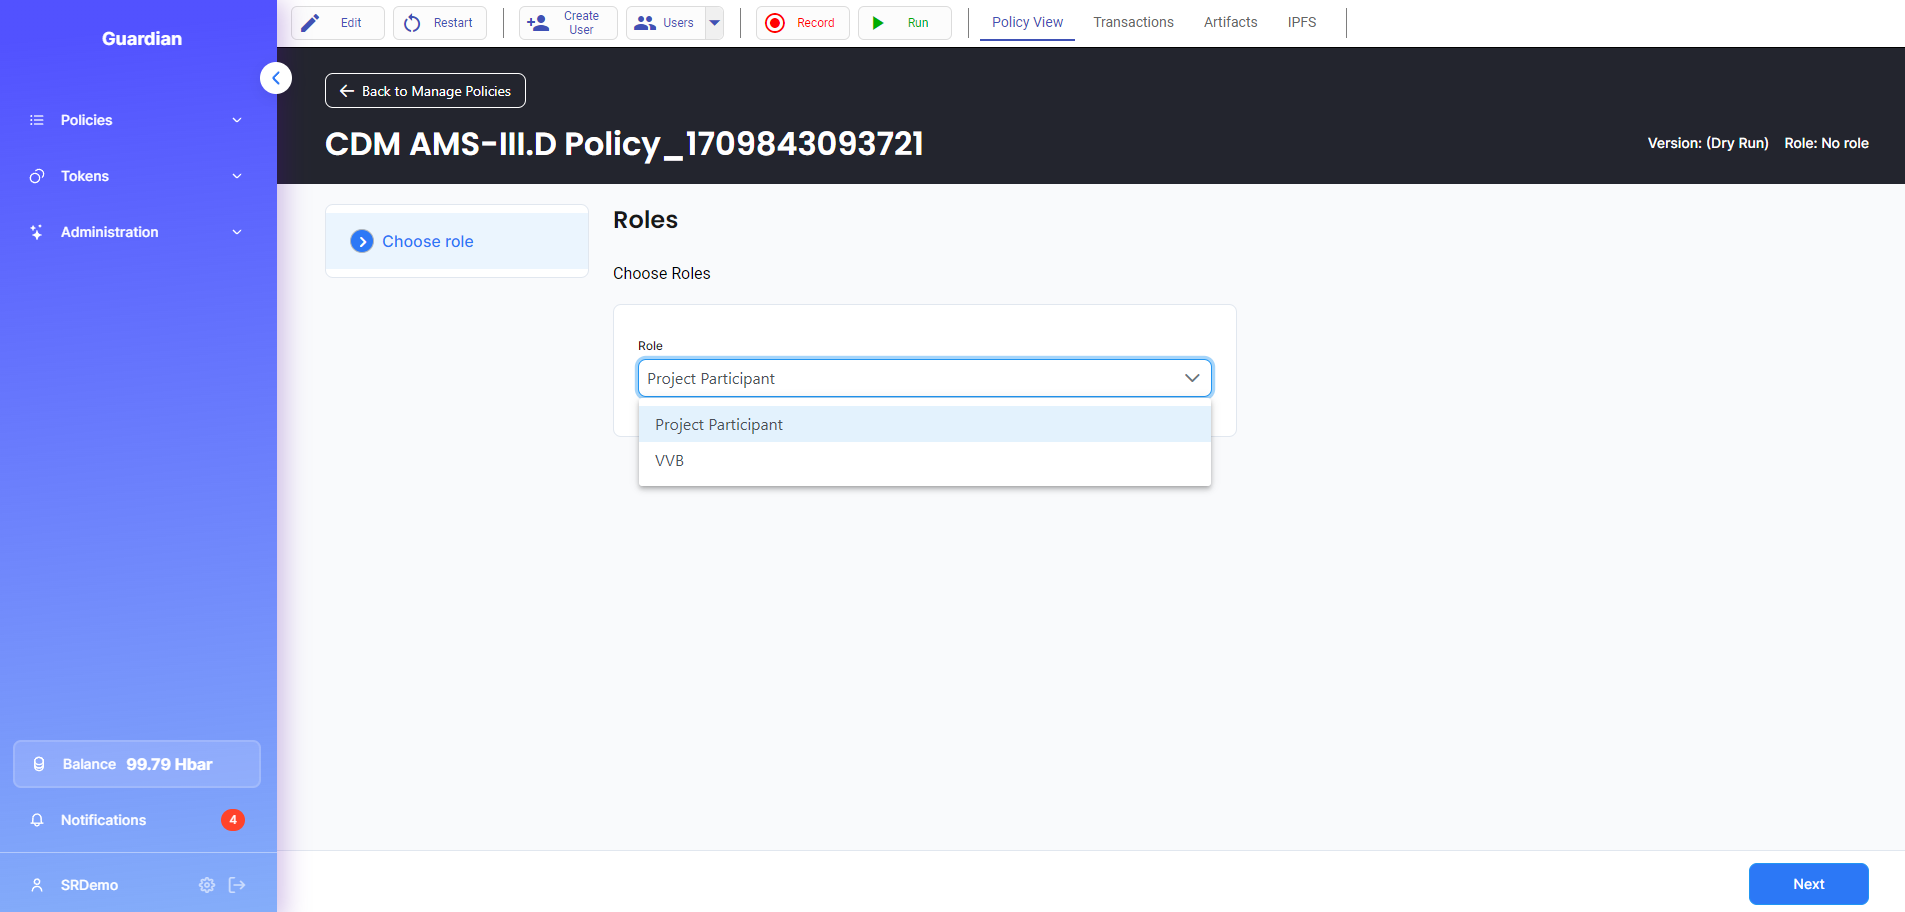 Guardian
Policies
Tokens
Administration
Balance 99.79 Hbar
Notifications 4
SRDemo
Edit
Restart
Create
User
Users
Record
Run
Policy View
Transactions
Artifacts
IPFS
Back to Manage Policies
CDM AMS-III.D Policy_1709843093721
Version: (Dry Run) Role: No role
Choose role
Roles
Choose Roles
Role
Project Participant
Project Participant
VVB
Next